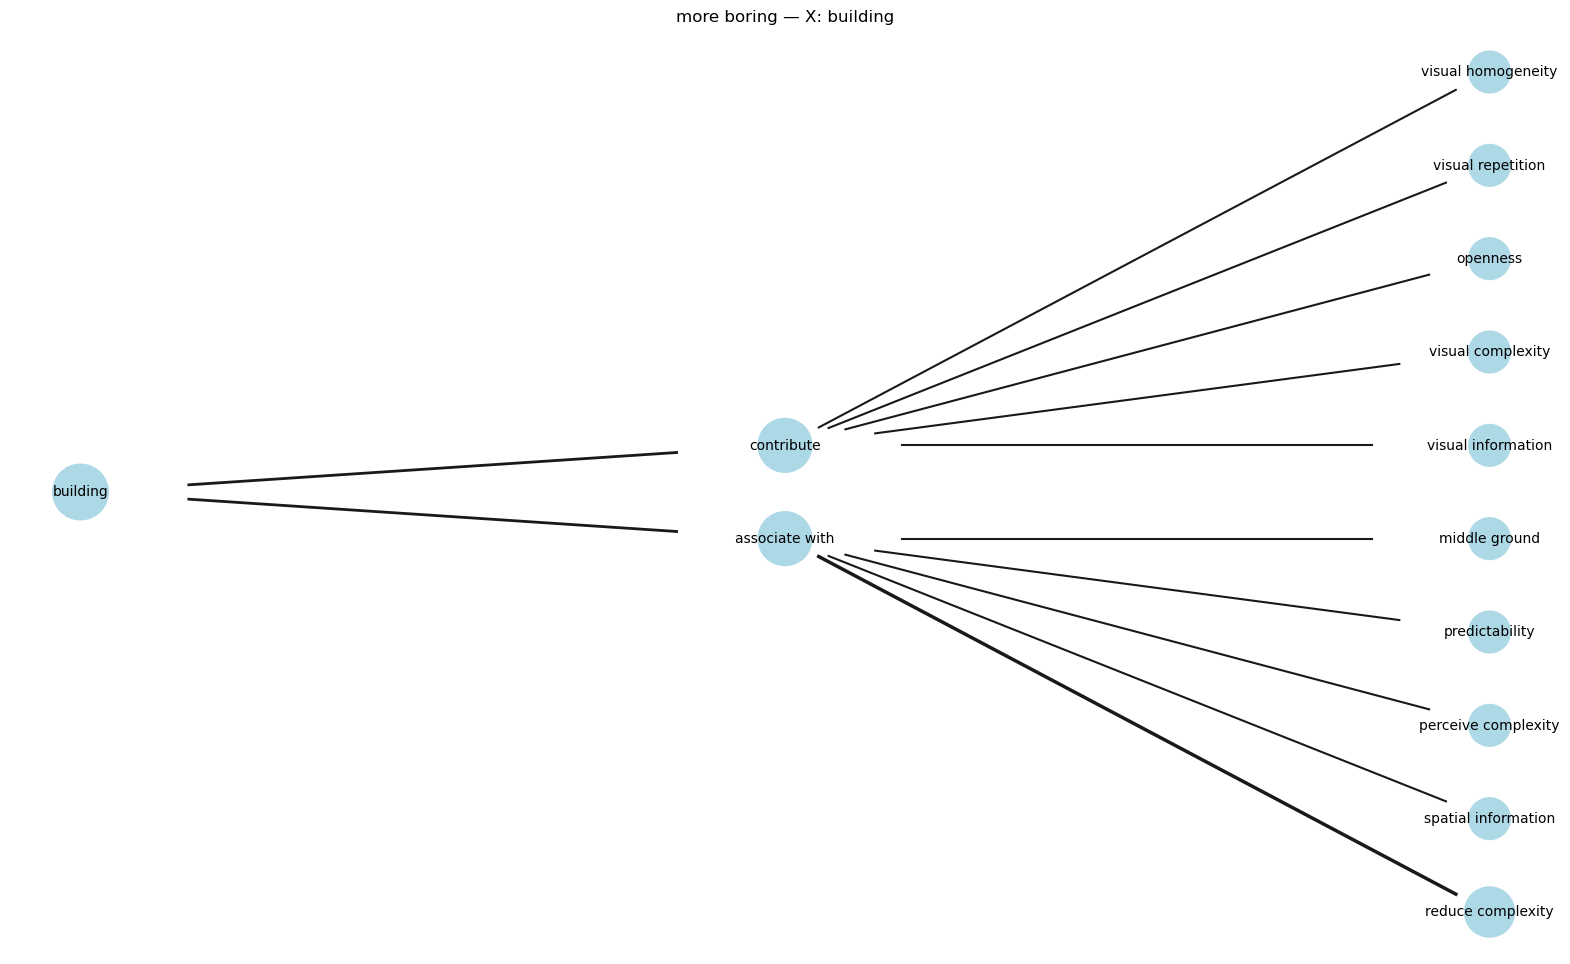 more boring — X: building
visual homogeneity
visual repetition
openness
visual complexity
contribute
visual information
building
associate with
middle ground
predictability
perceive complexity
spatial information
reduce complexity